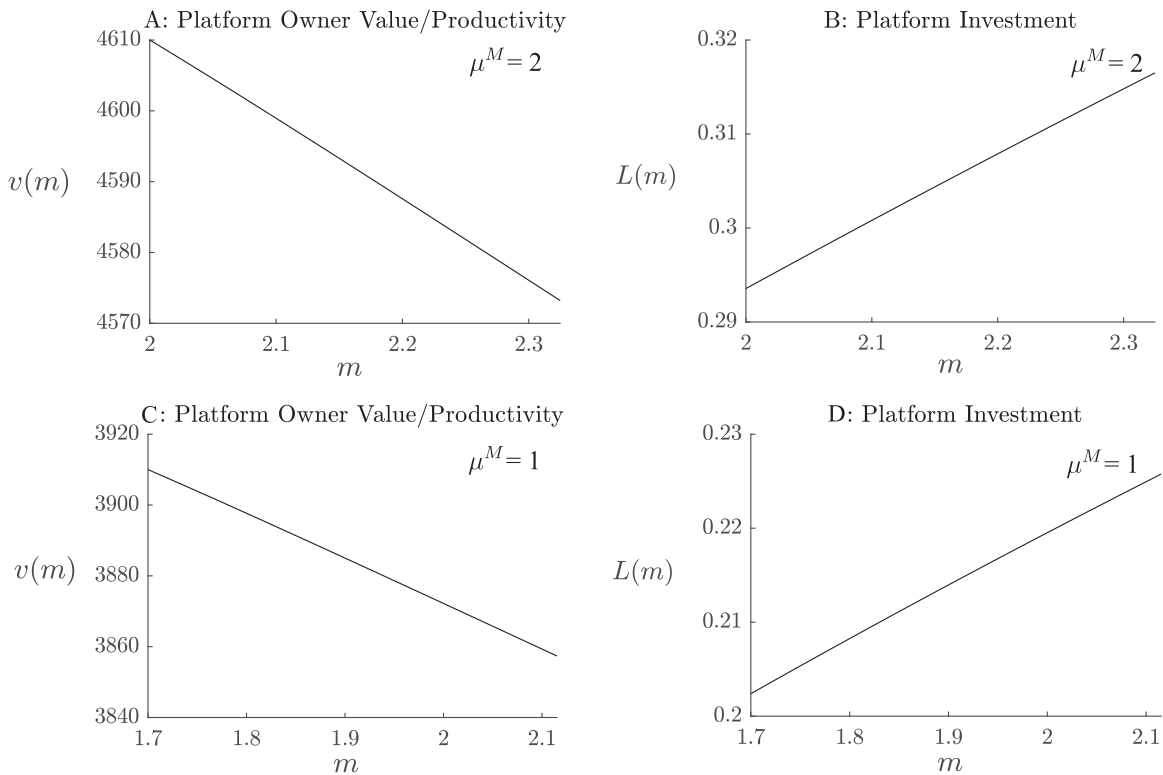 A: Platform Owner Value/Productivity
4610
4600
4590
4580
4570
v(m)
μ^M = 2
2
2.1
2.2
2.3
m
B: Platform Investment
0.32
0.31
0.3
0.29
L(m)
μ^M = 2
2
2.1
2.2
2.3
m
C: Platform Owner Value/Productivity
3920
3900
3880
3860
3840
v(m)
μ^M = 1
1.7
1.8
1.9
2
2.1
m
D: Platform Investment
0.23
0.22
0.21
0.2
L(m)
μ^M = 1
1.7
1.8
1.9
2
2.1
m